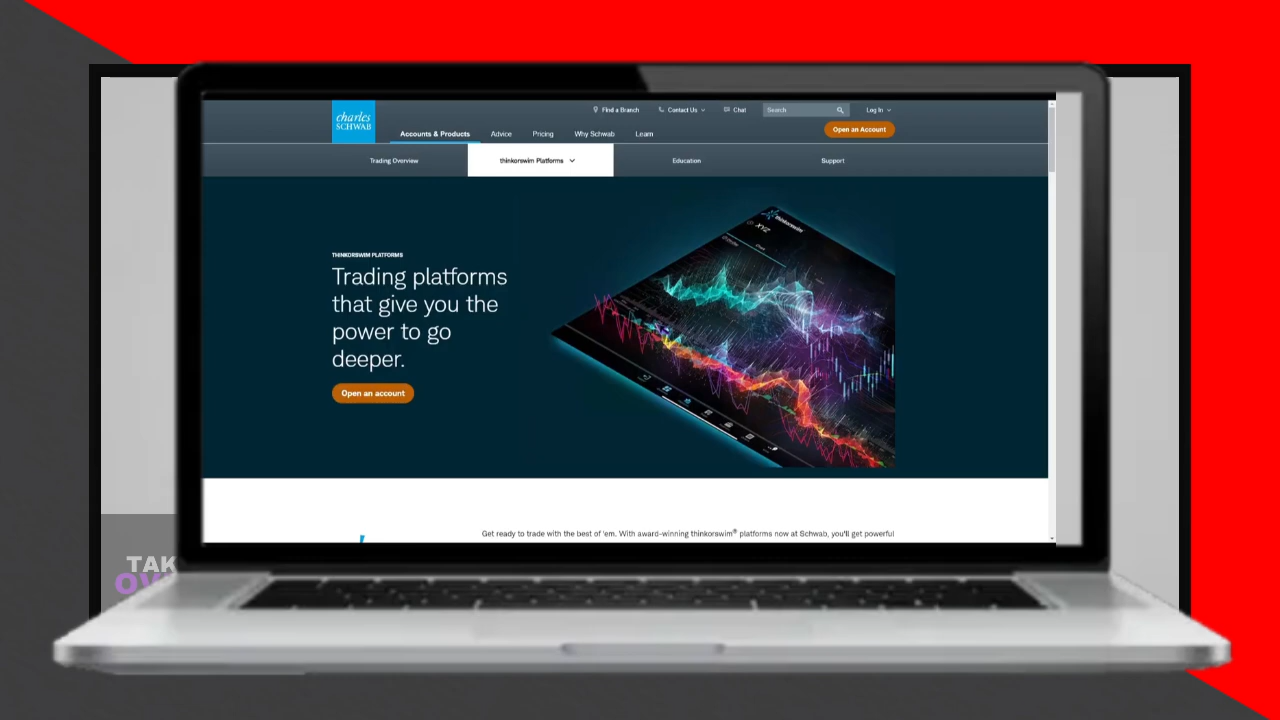 charles
SCHWAB
Find a Branch
Contact Us
Chat
Search
Log In
Accounts & Products
Advice
Pricing
Why Schwab
Learn
Open an Account
Trading Overview
thinkorswim Platforms
Education
Support
THINKORSWIM PLATFORMS
Trading platforms
that give you the
power to go
deeper.
Open an account
thinkorswim
XYZ
Get ready to trade with the best of 'em. With award-winning thinkorswim® platforms now at Schwab, you'll get powerful
TAK
OV